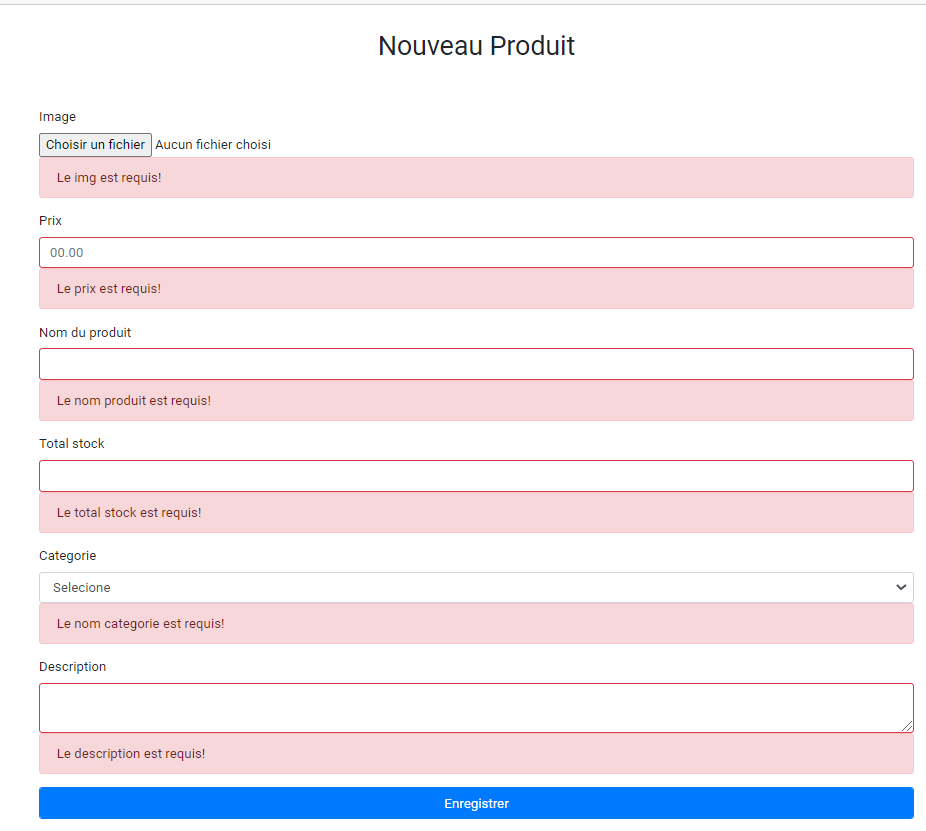 Nouveau Produit
Image
Choisir un fichier Aucun fichier choisi
Le img est requis!
Prix
00.00
Le prix est requis!
Nom du produit
Le nom produit est requis!
Total stock
Le total stock est requis!
Categorie
Selecione
Le nom categorie est requis!
Description
Le description est requis!
Enregistrer